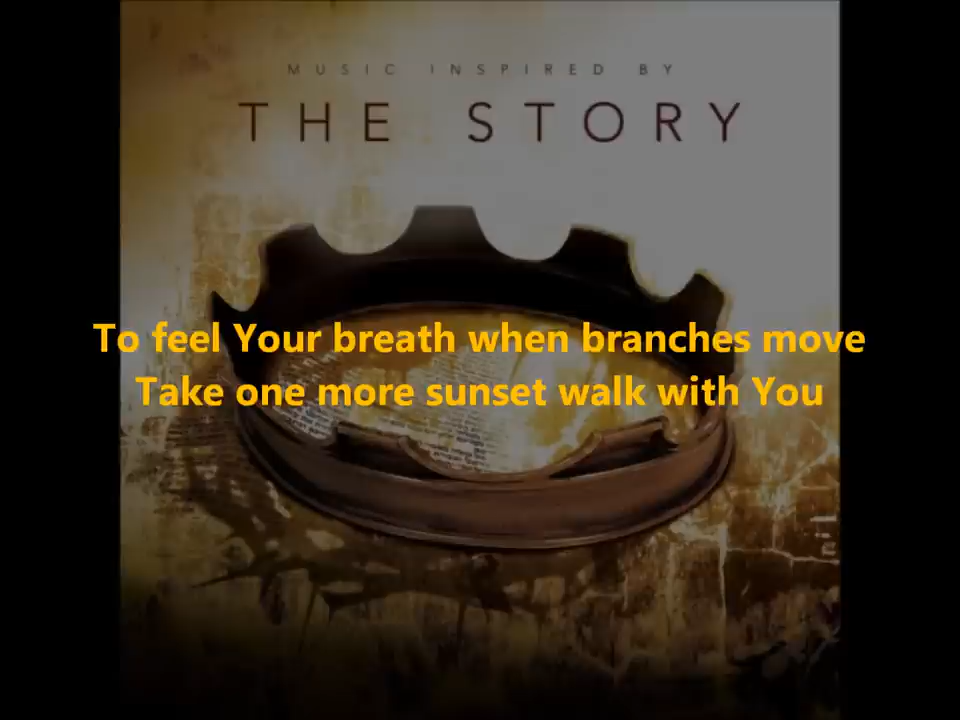 MUSIC INSPIRED BY
THE STORY
To feel Your breath when branches move
Take one more sunset walk with You